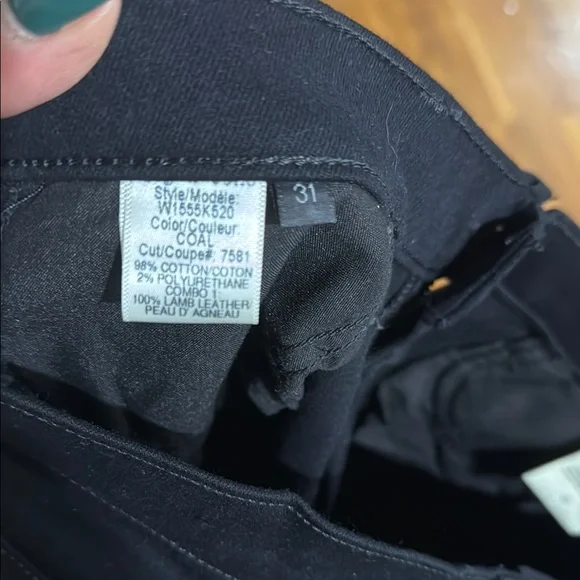 Style/Modèle:
W1555K520
Color/Couleur:
COAL
Cut/Coupe#: 7581
98% COTTON/COTON
2% POLYURETHANE
COMBO 1:
100% LAMB LEATHER
PEAU D' AGNEAU
31